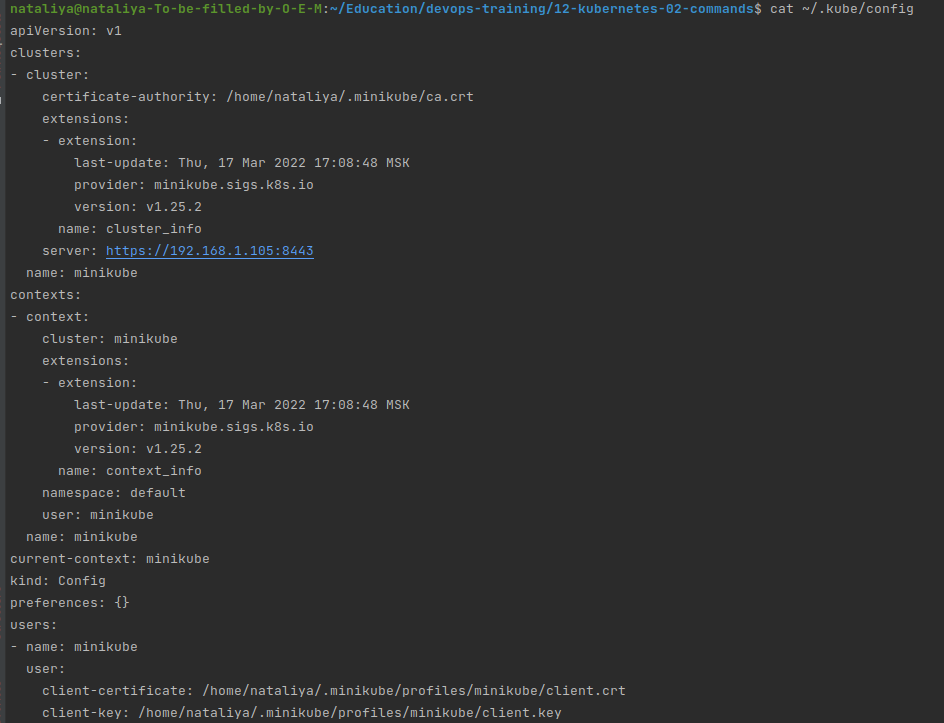 nataliya@nataliya-To-be-filled-by-O-E-M:~/Education/devops-training/12-kubernetes-02-commands$ cat ~/.kube/config
apiVersion: v1
clusters:
- cluster:
    certificate-authority: /home/nataliya/.minikube/ca.crt
    extensions:
    - extension:
        last-update: Thu, 17 Mar 2022 17:08:48 MSK
        provider: minikube.sigs.k8s.io
        version: v1.25.2
      name: cluster_info
    server: https://192.168.1.105:8443
  name: minikube
contexts:
- context:
    cluster: minikube
    extensions:
    - extension:
        last-update: Thu, 17 Mar 2022 17:08:48 MSK
        provider: minikube.sigs.k8s.io
        version: v1.25.2
      name: context_info
    namespace: default
    user: minikube
  name: minikube
current-context: minikube
kind: Config
preferences: {}
users:
- name: minikube
  user:
    client-certificate: /home/nataliya/.minikube/profiles/minikube/client.crt
    client-key: /home/nataliya/.minikube/profiles/minikube/client.key